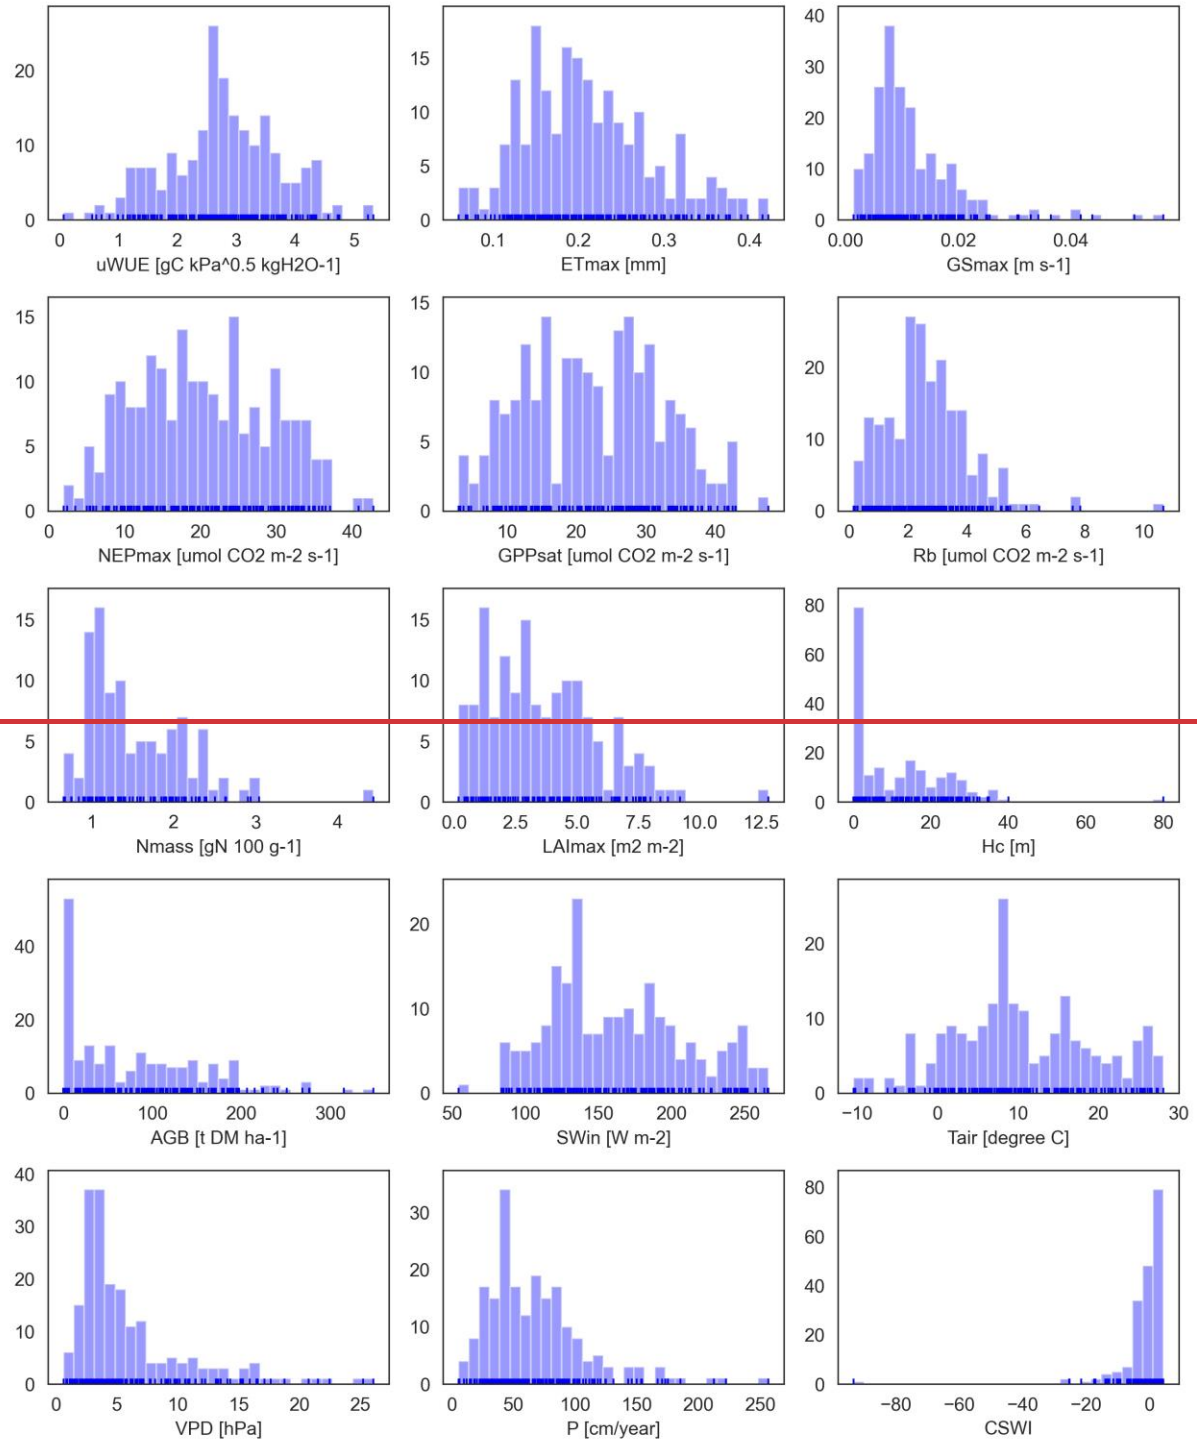 20
10
0
0 1 2 3 4 5
uWUE [gC kPa^0.5 kgH2O-1]
15
10
5
0
0.1 0.2 0.3 0.4
ETmax [mm]
40
30
20
10
0
0.00 0.02 0.04
GSmax [m s-1]
15
10
5
0
0 10 20 30 40
NEPmax [umol CO2 m-2 s-1]
15
10
5
0
10 20 30 40
GPPsat [umol CO2 m-2 s-1]
20
10
0
0 2 4 6 8 10
Rb [umol CO2 m-2 s-1]
15
10
5
0
1 2 3 4
Nmass [gN 100 g-1]
15
10
5
0
0.0 2.5 5.0 7.5 10.0 12.5
LAImax [m2 m-2]
80
60
40
20
0
0 20 40 60 80
Hc [m]
40
20
0
0 100 200 300
AGB [t DM ha-1]
20
10
0
50 100 150 200 250
SWin [W m-2]
20
10
0
−10 0 10 20 30
Tair [degree C]
40
30
20
10
0
0 5 10 15 20 25
VPD [hPa]
30
20
10
0
0 50 100 150 200 250
P [cm/year]
80
60
40
20
0
−80 −60 −40 −20 0
CSWI